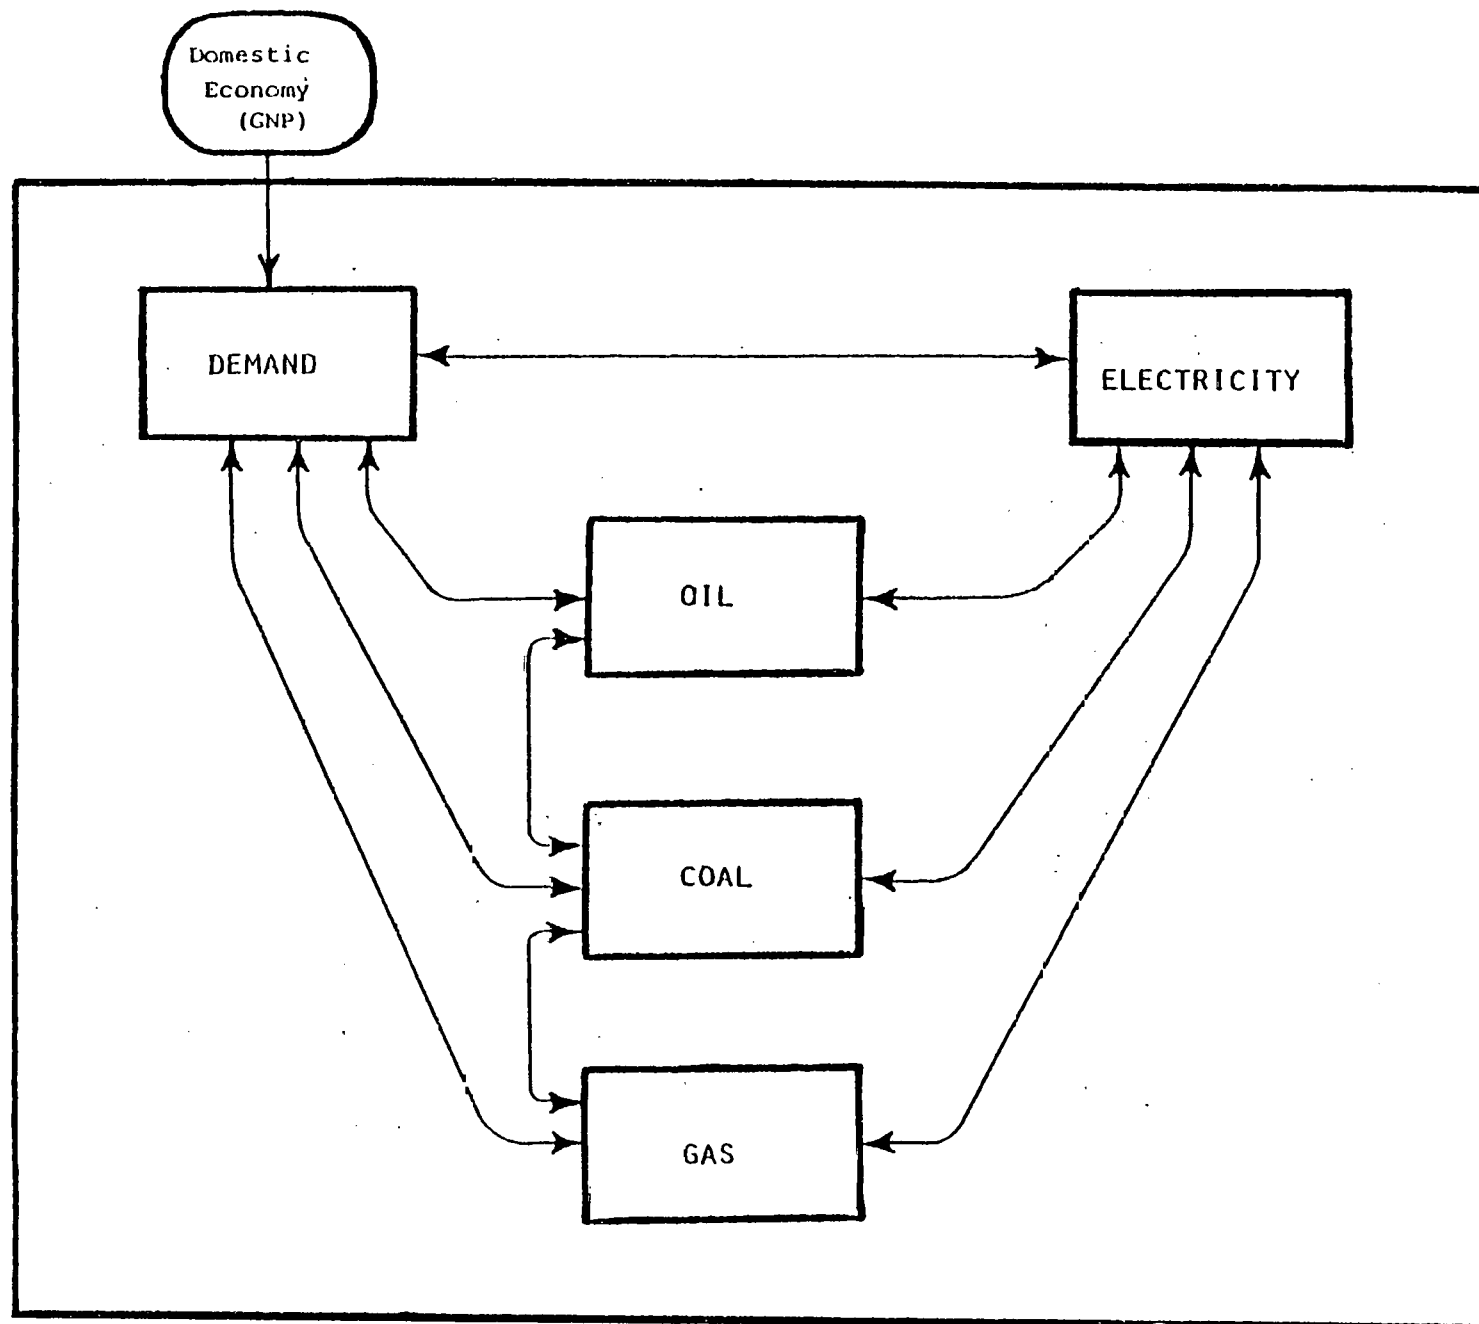 Domestic
Economy
(GNP)
DEMAND
ELECTRICITY
OIL
COAL
GAS